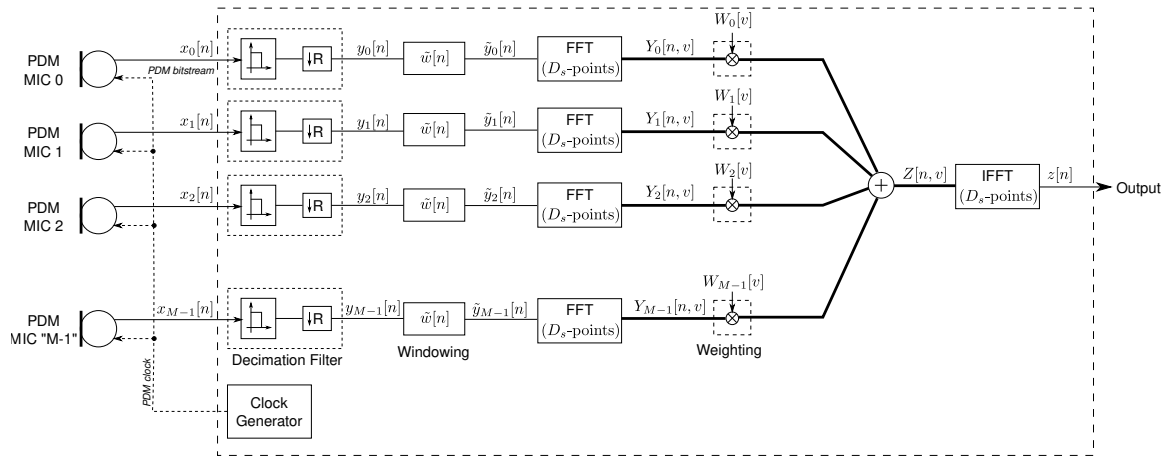 PDM
MIC 0
x_0[n]
PDM bitstream
↓R
y_0[n]
w̃[n]
ỹ_0[n]
FFT
(D_s-points)
Y_0[n, v]
W_0[v]
PDM
MIC 1
x_1[n]
↓R
y_1[n]
w̃[n]
ỹ_1[n]
FFT
(D_s-points)
Y_1[n, v]
W_1[v]
PDM
MIC 2
x_2[n]
↓R
y_2[n]
w̃[n]
ỹ_2[n]
FFT
(D_s-points)
Y_2[n, v]
W_2[v]
+
Z[n, v]
IFFT
(D_s-points)
z[n]
Output
PDM
MIC "M-1"
x_{M-1}[n]
↓R
y_{M-1}[n]
w̃[n]
ỹ_{M-1}[n]
FFT
(D_s-points)
Y_{M-1}[n, v]
W_{M-1}[v]
Decimation Filter
Windowing
Weighting
PDM clock
Clock
Generator